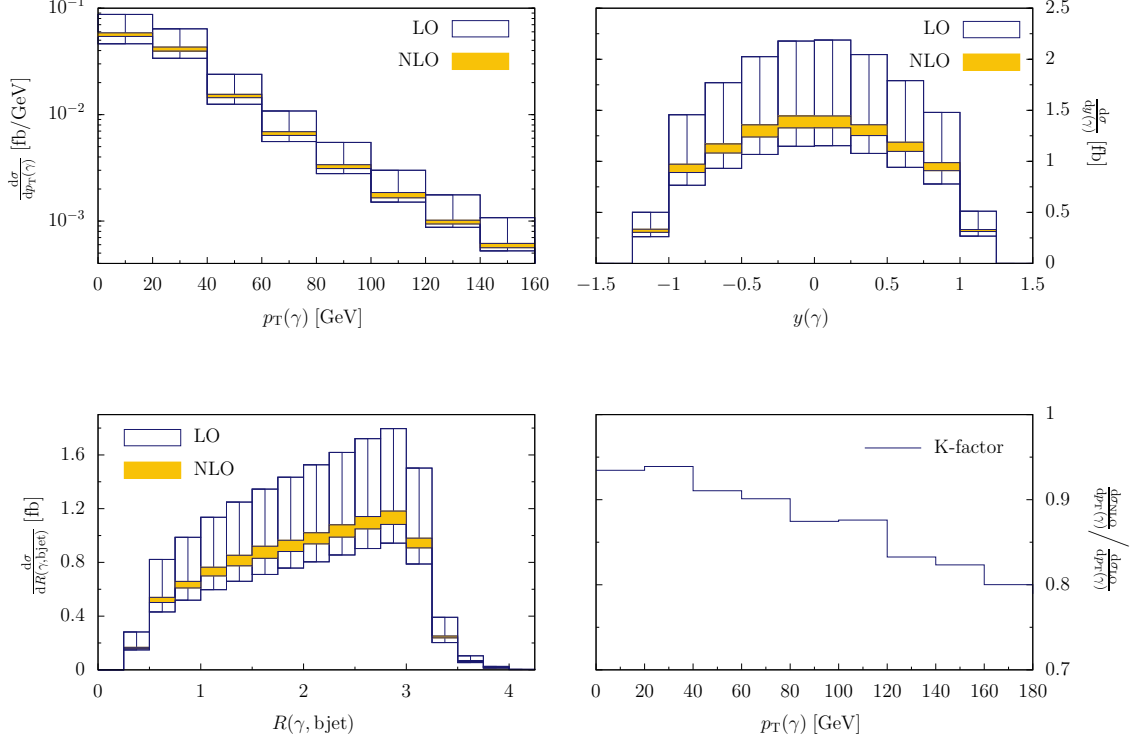 10⁻¹
10⁻²
10⁻³
dσ/dp_T(γ) [fb/GeV]
LO
NLO
0 20 40 60 80 100 120 140 160
p_T(γ) [GeV]
LO
NLO
2.5
2
1.5
1
0.5
0
dσ/dy(γ) [fb]
−1.5 −1 −0.5 0 0.5 1 1.5
y(γ)
1.6
1.2
0.8
0.4
0
dσ/dR(γ,bjet) [fb]
LO
NLO
0 1 2 3 4
R(γ, bjet)
K-factor
1
0.9
0.8
0.7
dσ_NLO/dp_T(γ) / dσ_LO/dp_T(γ)
0 20 40 60 80 100 120 140 160 180
p_T(γ) [GeV]